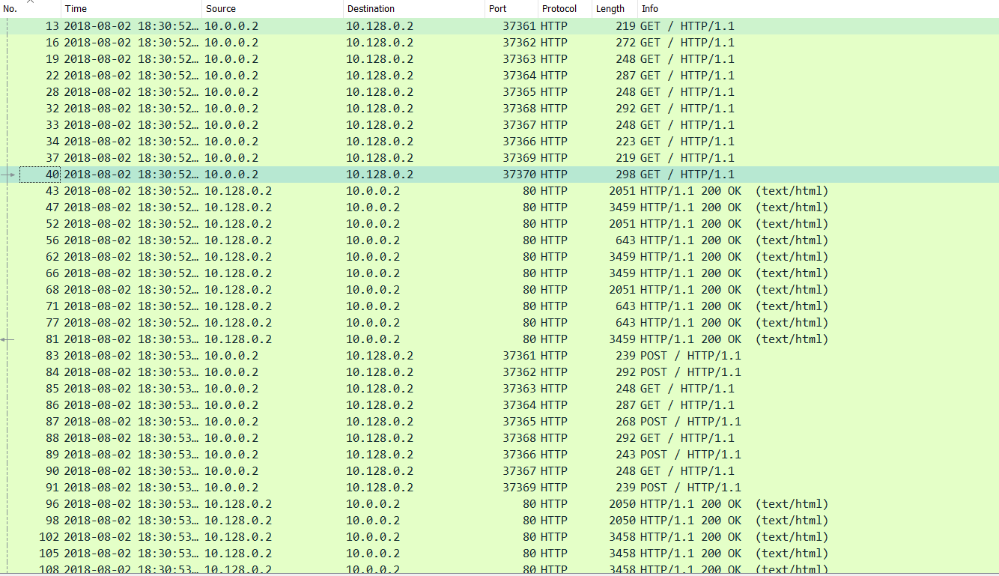 No. Time Source Destination Port Protocol Length Info
13 2018-08-02 18:30:52… 10.0.0.2 10.128.0.2 37361 HTTP 219 GET / HTTP/1.1
16 2018-08-02 18:30:52… 10.0.0.2 10.128.0.2 37362 HTTP 272 GET / HTTP/1.1
19 2018-08-02 18:30:52… 10.0.0.2 10.128.0.2 37363 HTTP 248 GET / HTTP/1.1
22 2018-08-02 18:30:52… 10.0.0.2 10.128.0.2 37364 HTTP 287 GET / HTTP/1.1
28 2018-08-02 18:30:52… 10.0.0.2 10.128.0.2 37365 HTTP 248 GET / HTTP/1.1
32 2018-08-02 18:30:52… 10.0.0.2 10.128.0.2 37368 HTTP 292 GET / HTTP/1.1
33 2018-08-02 18:30:52… 10.0.0.2 10.128.0.2 37367 HTTP 248 GET / HTTP/1.1
34 2018-08-02 18:30:52… 10.0.0.2 10.128.0.2 37366 HTTP 223 GET / HTTP/1.1
37 2018-08-02 18:30:52… 10.0.0.2 10.128.0.2 37369 HTTP 219 GET / HTTP/1.1
40 2018-08-02 18:30:52… 10.0.0.2 10.128.0.2 37370 HTTP 298 GET / HTTP/1.1
43 2018-08-02 18:30:52… 10.128.0.2 10.0.0.2 80 HTTP 2051 HTTP/1.1 200 OK (text/html)
47 2018-08-02 18:30:52… 10.128.0.2 10.0.0.2 80 HTTP 3459 HTTP/1.1 200 OK (text/html)
52 2018-08-02 18:30:52… 10.128.0.2 10.0.0.2 80 HTTP 2051 HTTP/1.1 200 OK (text/html)
56 2018-08-02 18:30:52… 10.128.0.2 10.0.0.2 80 HTTP 643 HTTP/1.1 200 OK (text/html)
62 2018-08-02 18:30:52… 10.128.0.2 10.0.0.2 80 HTTP 3459 HTTP/1.1 200 OK (text/html)
66 2018-08-02 18:30:52… 10.128.0.2 10.0.0.2 80 HTTP 3459 HTTP/1.1 200 OK (text/html)
68 2018-08-02 18:30:52… 10.128.0.2 10.0.0.2 80 HTTP 2051 HTTP/1.1 200 OK (text/html)
71 2018-08-02 18:30:52… 10.128.0.2 10.0.0.2 80 HTTP 643 HTTP/1.1 200 OK (text/html)
77 2018-08-02 18:30:52… 10.128.0.2 10.0.0.2 80 HTTP 643 HTTP/1.1 200 OK (text/html)
81 2018-08-02 18:30:53… 10.128.0.2 10.0.0.2 80 HTTP 3459 HTTP/1.1 200 OK (text/html)
83 2018-08-02 18:30:53… 10.0.0.2 10.128.0.2 37361 HTTP 239 POST / HTTP/1.1
84 2018-08-02 18:30:53… 10.0.0.2 10.128.0.2 37362 HTTP 292 POST / HTTP/1.1
85 2018-08-02 18:30:53… 10.0.0.2 10.128.0.2 37363 HTTP 248 GET / HTTP/1.1
86 2018-08-02 18:30:53… 10.0.0.2 10.128.0.2 37364 HTTP 287 GET / HTTP/1.1
87 2018-08-02 18:30:53… 10.0.0.2 10.128.0.2 37365 HTTP 268 POST / HTTP/1.1
88 2018-08-02 18:30:53… 10.0.0.2 10.128.0.2 37368 HTTP 292 GET / HTTP/1.1
89 2018-08-02 18:30:53… 10.0.0.2 10.128.0.2 37366 HTTP 243 POST / HTTP/1.1
90 2018-08-02 18:30:53… 10.0.0.2 10.128.0.2 37367 HTTP 248 GET / HTTP/1.1
91 2018-08-02 18:30:53… 10.0.0.2 10.128.0.2 37369 HTTP 239 POST / HTTP/1.1
96 2018-08-02 18:30:53… 10.128.0.2 10.0.0.2 80 HTTP 2050 HTTP/1.1 200 OK (text/html)
98 2018-08-02 18:30:53… 10.128.0.2 10.0.0.2 80 HTTP 2050 HTTP/1.1 200 OK (text/html)
102 2018-08-02 18:30:53… 10.128.0.2 10.0.0.2 80 HTTP 3458 HTTP/1.1 200 OK (text/html)
105 2018-08-02 18:30:53… 10.128.0.2 10.0.0.2 80 HTTP 3458 HTTP/1.1 200 OK (text/html)
108 2018-08-02 18:30:53… 10.128.0.2 10.0.0.2 80 HTTP 3458 HTTP/1.1 200 OK (text/html)